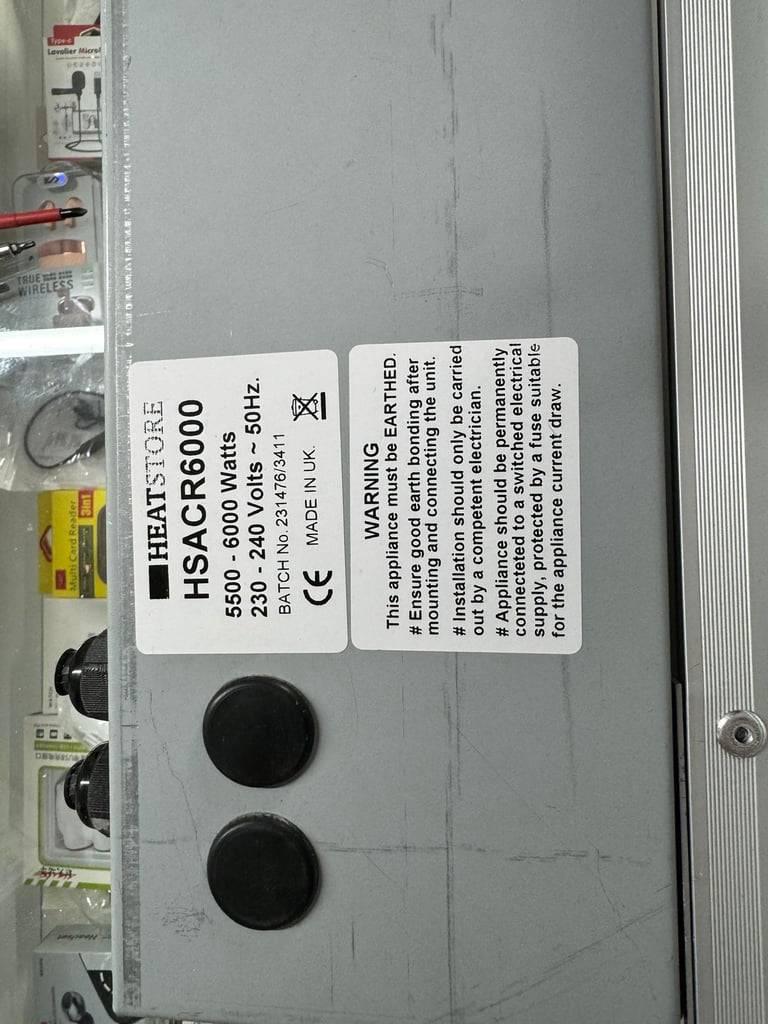 HEATSTORE
HSACR6000
5500 - 6000 Watts
230 - 240 Volts ~ 50Hz.
BATCH No. 231476/3411
CE MADE IN UK.
WARNING
This appliance must be EARTHED.
# Ensure good earth bonding after
mounting and connecting the unit.
# Installation should only be carried
out by a competent electrician.
# Appliance should be permanently
connecteted to a switched electrical
supply, protected by a fuse suitable
for the appliance current draw.
Type-c
Lavalier Micro
TRUE
WIRELESS
Multi Card Reader
3in1
Headset